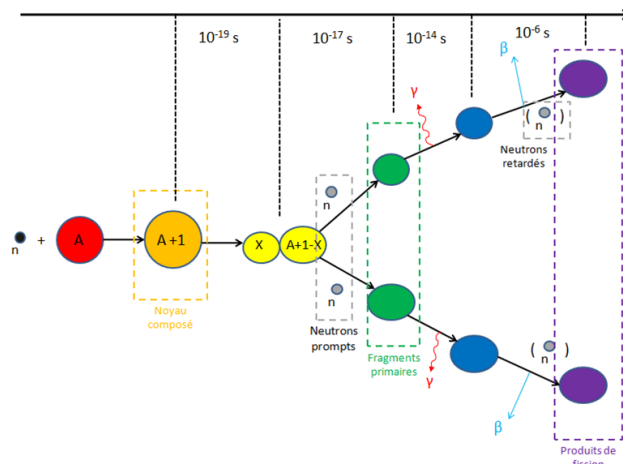 10-19 s
10-17 s
10-14 s
10-6 s
β
γ
( n )
Neutrons
retardés
n
n + A
A +1
X
A+1-X
n
Noyau
composé
Neutrons
prompts
Fragments
primaires
γ
( n )
β
Produits de
fission